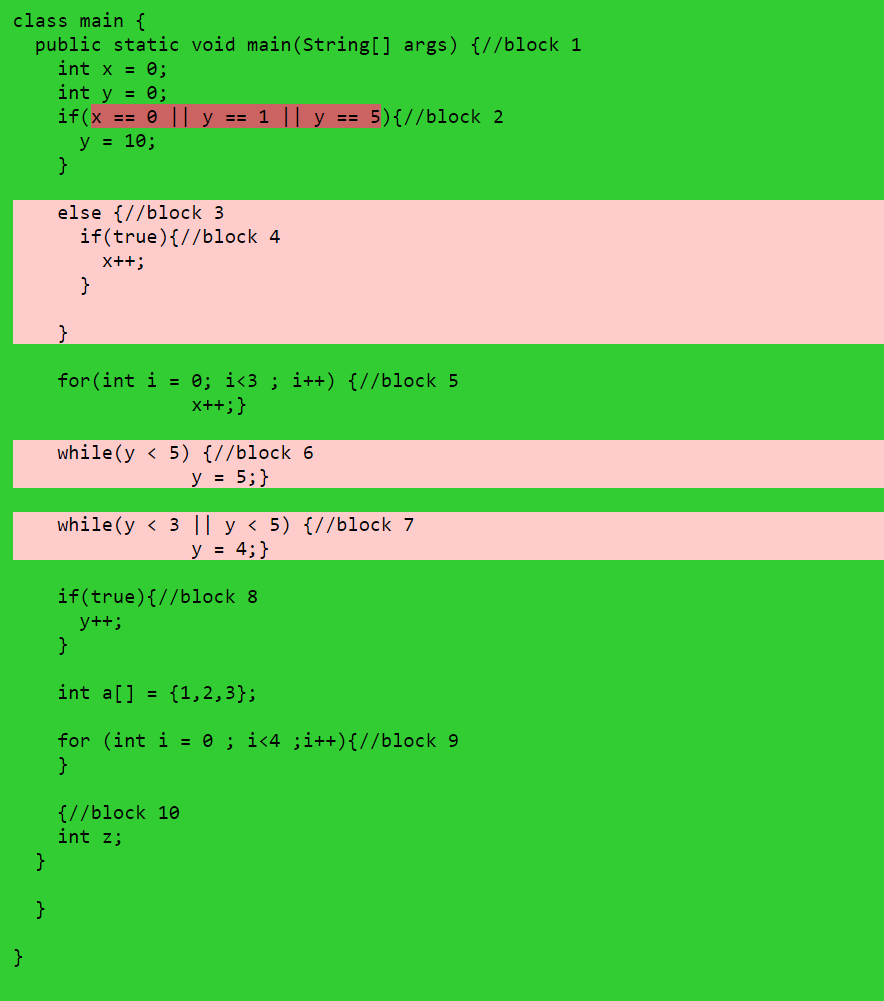 class main {
  public static void main(String[] args) {//block 1
    int x = 0;
    int y = 0;
    if(x == 0 || y == 1 || y == 5){//block 2
      y = 10;
    }
    else {//block 3
      if(true){//block 4
        x++;
      }
    }
    for(int i = 0; i<3 ; i++) {//block 5
                x++;}
    while(y < 5) {//block 6
                y = 5;}
    while(y < 3 || y < 5) {//block 7
                y = 4;}
    if(true){//block 8
      y++;
    }
    int a[] = {1,2,3};
    for (int i = 0 ; i<4 ;i++){//block 9
    }
    {//block 10
    int z;
  }
  }
}